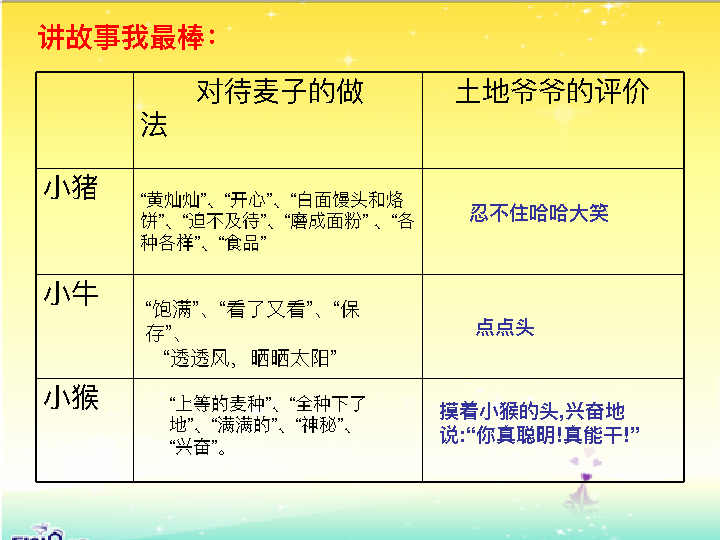 讲故事我最棒：
对待麦子的做
法
土地爷爷的评价
小猪
“黄灿灿”、“开心”、“白面馒头和烙
饼”、“迫不及待”、“磨成面粉” 、“各
种各样”、“食品”
忍不住哈哈大笑
小牛
“饱满”、“看了又看”、“保
存”、
“透透风，晒晒太阳”
点点头
小猴
“上等的麦种”、“全种下了
地”、“满满的”、“神秘”、
“兴奋”。
摸着小猴的头,兴奋地
说:“你真聪明!真能干!”